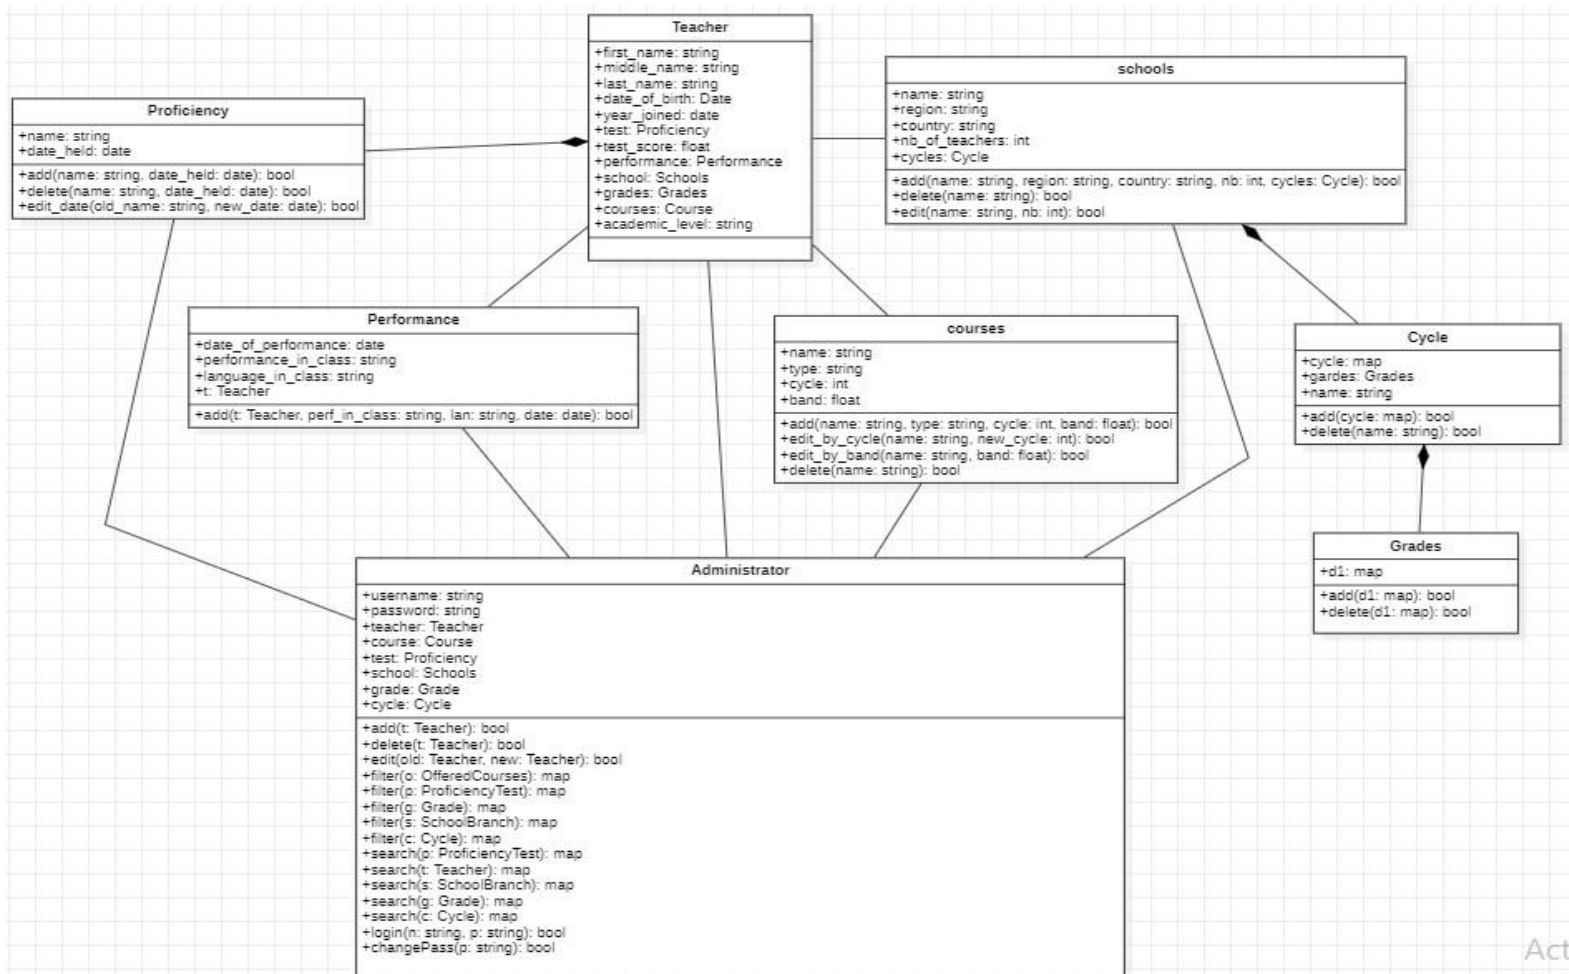 Teacher
+first_name: string
+middle_name: string
+last_name: string
+date_of_birth: Date
+year_joined: date
+test: Proficiency
+test_score: float
+performance: Performance
+school: Schools
+grades: Grades
+courses: Course
+academic_level: string
schools
+name: string
+region: string
+country: string
+nb_of_teachers: int
+cycles: Cycle
+add(name: string, region: string, country: string, nb: int, cycles: Cycle): bool
+delete(name: string): bool
+edit(name: string, nb: int): bool
Proficiency
+name: string
+date_held: date
+add(name: string, date_held: date): bool
+delete(name: string, date_held: date): bool
+edit_date(old_name: string, new_date: date): bool
Performance
+date_of_performance: date
+performance_in_class: string
+language_in_class: string
+t: Teacher
+add(t: Teacher, perf_in_class: string, lan: string, date: date): bool
courses
+name: string
+type: string
+cycle: int
+band: float
+add(name: string, type: string, cycle: int, band: float): bool
+edit_by_cycle(name: string, new_cycle: int): bool
+edit_by_band(name: string, band: float): bool
+delete(name: string): bool
Cycle
+cycle: map
+gardes: Grades
+name: string
+add(cycle: map): bool
+delete(name: string): bool
Grades
+d1: map
+add(d1: map): bool
+delete(d1: map): bool
Administrator
+username: string
+password: string
+teacher: Teacher
+course: Course
+test: Proficiency
+school: Schools
+grade: Grade
+cycle: Cycle
+add(t: Teacher): bool
+delete(t: Teacher): bool
+edit(old: Teacher, new: Teacher): bool
+filter(o: OfferedCourses): map
+filter(p: ProficiencyTest): map
+filter(g: Grade): map
+filter(s: SchoolBranch): map
+filter(c: Cycle): map
+search(p: ProficiencyTest): map
+search(t: Teacher): map
+search(s: SchoolBranch): map
+search(g: Grade): map
+search(c: Cycle): map
+login(n: string, p: string): bool
+changePass(p: string): bool
Act